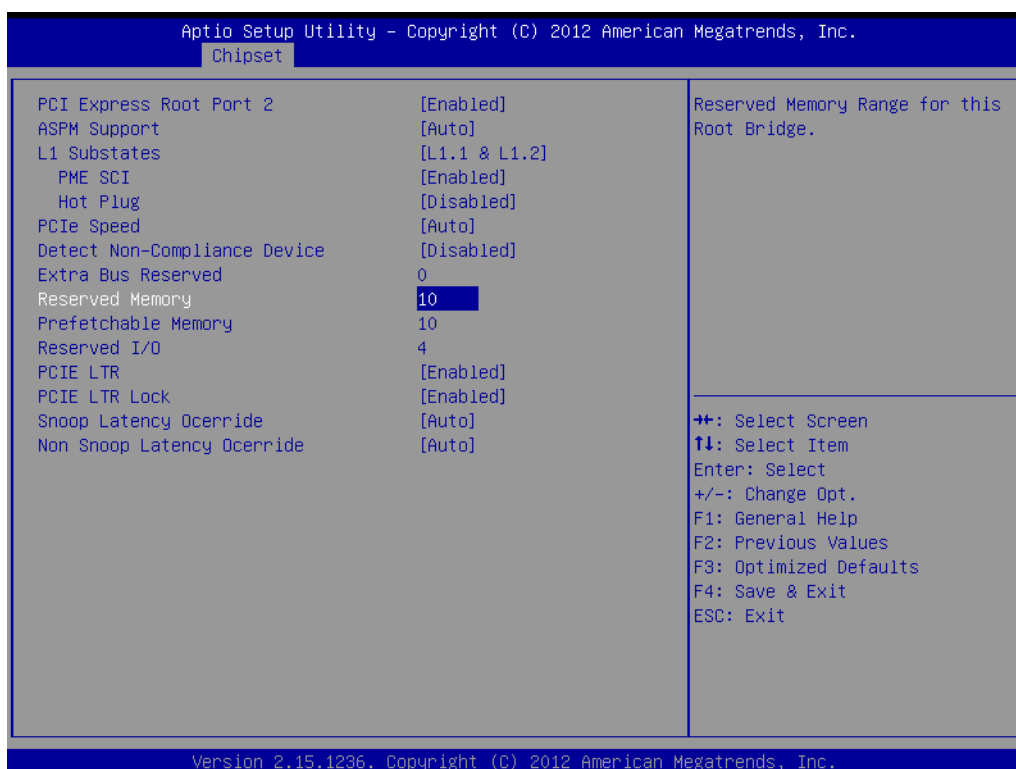 Aptio Setup Utility – Copyright (C) 2012 American Megatrends, Inc.
Chipset
PCI Express Root Port 2 [Enabled]
ASPM Support [Auto]
L1 Substates [L1.1 & L1.2]
PME SCI [Enabled]
Hot Plug [Disabled]
PCIe Speed [Auto]
Detect Non-Compliance Device [Disabled]
Extra Bus Reserved 0
Reserved Memory 10
Prefetchable Memory 10
Reserved I/O 4
PCIE LTR [Enabled]
PCIE LTR Lock [Enabled]
Snoop Latency Ocerride [Auto]
Non Snoop Latency Ocerride [Auto]
Reserved Memory Range for this
Root Bridge.
→←: Select Screen
↑↓: Select Item
Enter: Select
+/-: Change Opt.
F1: General Help
F2: Previous Values
F3: Optimized Defaults
F4: Save & Exit
ESC: Exit
Version 2.15.1236. Copyright (C) 2012 American Megatrends, Inc.